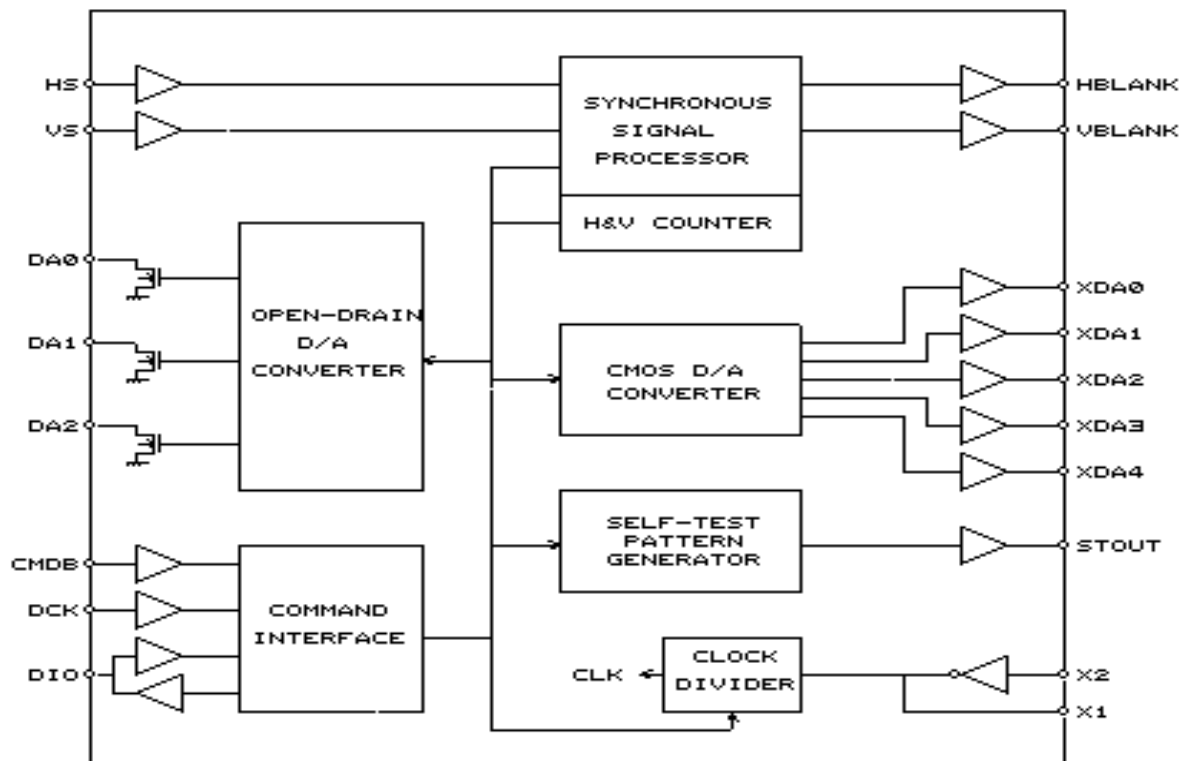 HS
VS
SYNCHRONOUS
SIGNAL
PROCESSOR
H&V COUNTER
HBLANK
VBLANK
DA0
DA1
DA2
OPEN-DRAIN
D/A
CONVERTER
CMOS D/A
CONVERTER
XDA0
XDA1
XDA2
XDA3
XDA4
SELF-TEST
PATTERN
GENERATOR
STOUT
CMDB
DCK
DIO
COMMAND
INTERFACE
CLK
CLOCK
DIVIDER
X2
X1